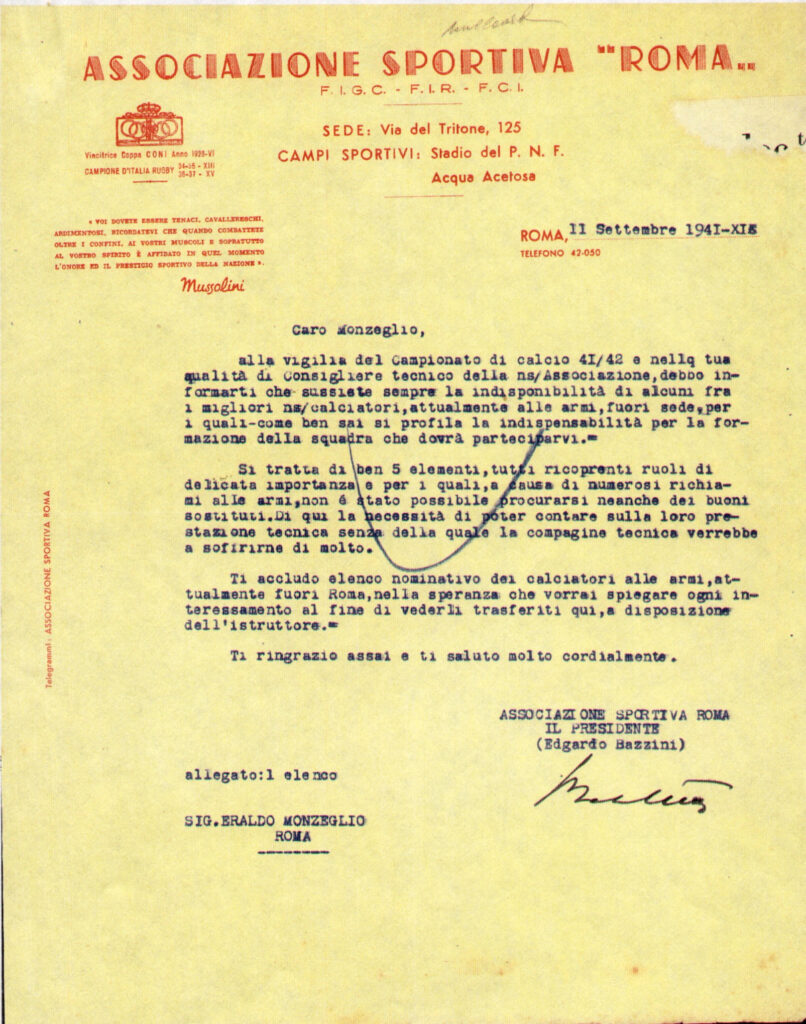 ASSOCIAZIONE SPORTIVA "ROMA„
F.I.G.C. - F.I.R. - F.C.I.
SEDE: Via del Tritone, 125
CAMPI SPORTIVI: Stadio del P. N. F.
Acqua Acetosa
Vincitrice Coppa CONI Anno 1928-VI
CAMPIONE D'ITALIA RUGBY 34-35 - XIII
36-37 - XV
« VOI DOVETE ESSERE TENACI, CAVALLERESCHI,
ARDIMENTOSI, RICORDATEVI CHE QUANDO COMBATTETE
OLTRE I CONFINI, AI VOSTRI MUSCOLI E SOPRATUTTO
AL VOSTRO SPIRITO È AFFIDATO IN QUEL MOMENTO
L'ONORE ED IL PRESTIGIO SPORTIVO DELLA NAZIONE ».
Mussolini
ROMA, 11 Settembre 1941-XIX
TELEFONO 42-050
Caro Monzeglio,
alla vigilia del Campionato di calcio 41/42 e nellq tua
qualità di Consigliere tecnico della ns/Associazione,debbo in-
formarti che sussiste sempre la indisponibilità di alcuni fra
i migliori ns/calciatori,attualmente alle armi,fuori sede,per
i quali-come ben sai si profila la indispensabilità per la for-
mazione della squadra che dovrà parteciparvi.=
Si tratta di ben 5 elementi,tutti ricoprenti ruoli di
delicata importanza e per i quali,a causa di numerosi richia-
mi alle armi,non é stato possibile procurarsi neanche dei buoni
sostituti.Di qui la necessità di poter contare sulla loro pre-
stazione tecnica senza della quale la compagine tecnica verrebbe
a soffrirne di molto.
Ti accludo elenco nominativo dei calciatori alle armi,at-
tualmente fuori Roma,nella speranza che vorrai spiegare ogni in-
teressamento al fine di vederli trasferiti qui,a disposizione
dell'istruttore.=
Ti ringrazio assai e ti saluto molto cordialmente.
ASSOCIAZIONE SPORTIVA ROMA
IL PRESIDENTE
(Edgardo Bazzini)
allegato:1 elenco
SIG.ERALDO MONZEGLIO
ROMA
Telegrammi: ASSOCIAZIONE SPORTIVA ROMA